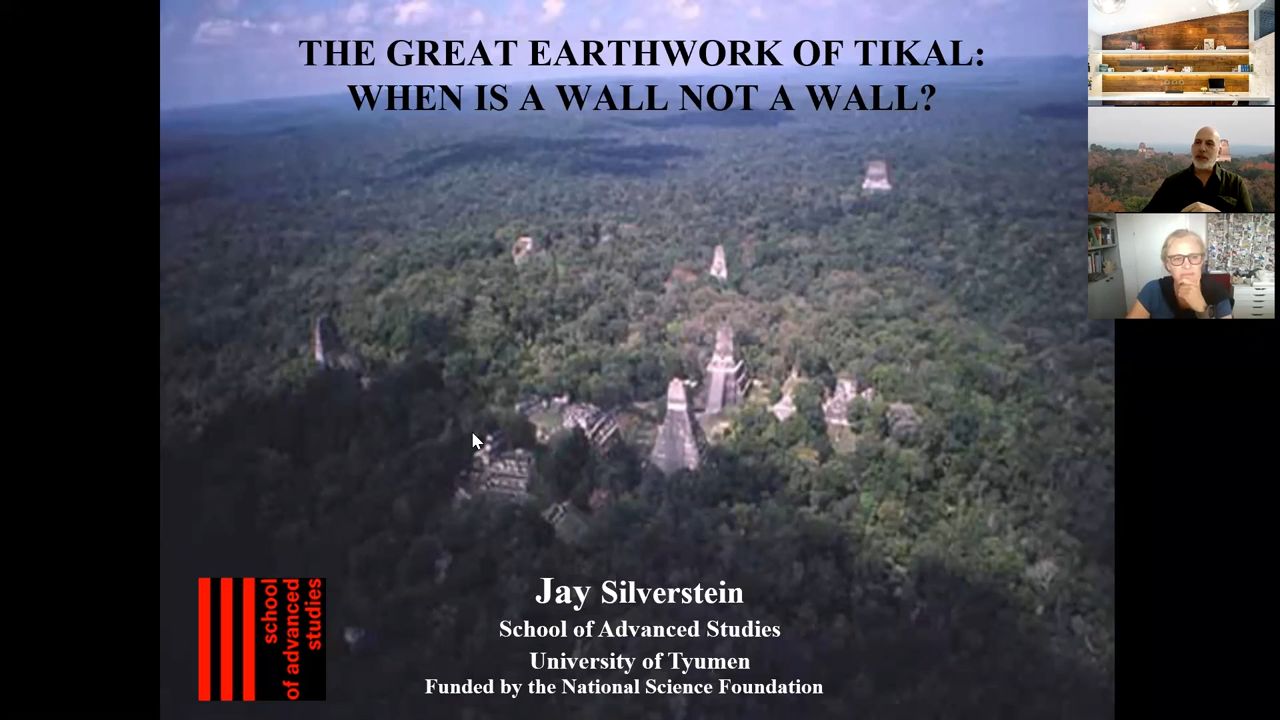 THE GREAT EARTHWORK OF TIKAL:
WHEN IS A WALL NOT A WALL?
Jay Silverstein
School of Advanced Studies
University of Tyumen
Funded by the National Science Foundation
school
of advanced
studies